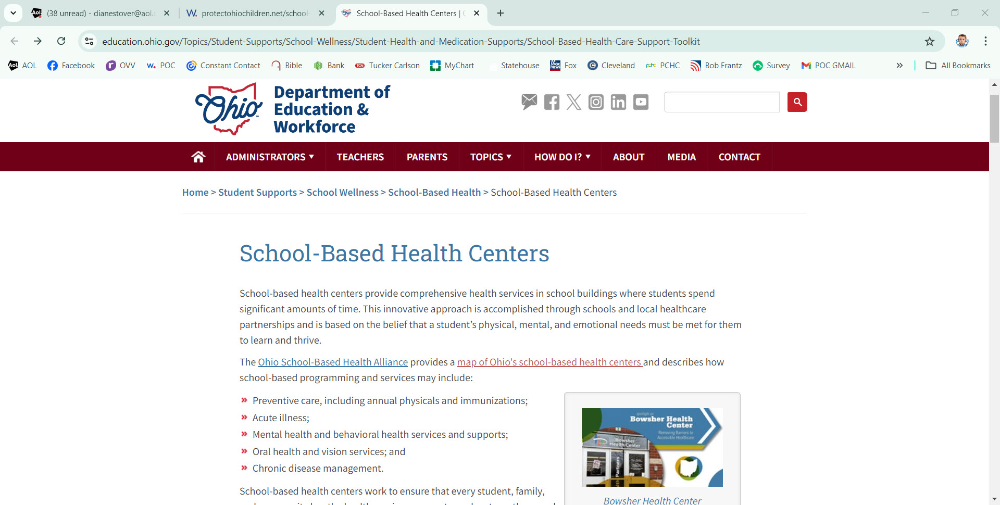 (38 unread) - dianestover@aol.c
protectohiochildren.net/school-
School-Based Health Centers |
education.ohio.gov/Topics/Student-Supports/School-Wellness/Student-Health-and-Medication-Supports/School-Based-Health-Care-Support-Toolkit
AOL Facebook OVV POC Constant Contact Bible Bank Tucker Carlson MyChart Statehouse Fox Cleveland PCHC Bob Frantz Survey POC GMAIL » All Bookmarks
Ohio
Department of
Education &
Workforce
ADMINISTRATORS TEACHERS PARENTS TOPICS HOW DO I? ABOUT MEDIA CONTACT
Home > Student Supports > School Wellness > School-Based Health > School-Based Health Centers
School-Based Health Centers
School-based health centers provide comprehensive health services in school buildings where students spend
significant amounts of time. This innovative approach is accomplished through schools and local healthcare
partnerships and is based on the belief that a student’s physical, mental, and emotional needs must be met for them
to learn and thrive.
The Ohio School-Based Health Alliance provides a map of Ohio's school-based health centers and describes how
school-based programming and services may include:
» Preventive care, including annual physicals and immunizations;
» Acute illness;
» Mental health and behavioral health services and supports;
» Oral health and vision services; and
» Chronic disease management.
School-based health centers work to ensure that every student, family,
spotlight on
Bowsher Health
Center
Removing Barriers to
Accessible Healthcare
Bowsher
Health Center
Bowsher Health Center